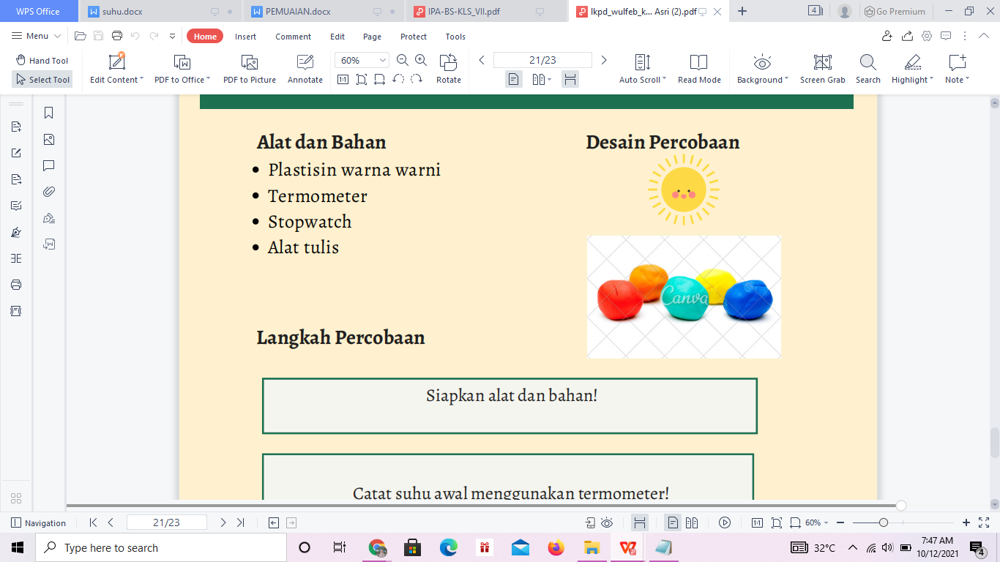 WPS Office
suhu.docx
PEMUAIAN.docx
IPA-BS-KLS_VII.pdf
lkpd_wulfeb_k... Asri (2).pdf
4
Go Premium
Menu
Home
Insert
Comment
Edit
Page
Protect
Tools
Hand Tool
Select Tool
Edit Content
PDF to Office
PDF to Picture
Annotate
60%
1:1
Rotate
21/23
Auto Scroll
Read Mode
Background
Screen Grab
Search
Highlight
Note
Alat dan Bahan
Plastisin warna warni
Termometer
Stopwatch
Alat tulis
Desain Percobaan
Canva
Langkah Percobaan
Siapkan alat dan bahan!
Catat suhu awal menggunakan termometer!
Navigation
21/23
1:1
60%
Type here to search
32°C
7:47 AM
10/12/2021
4